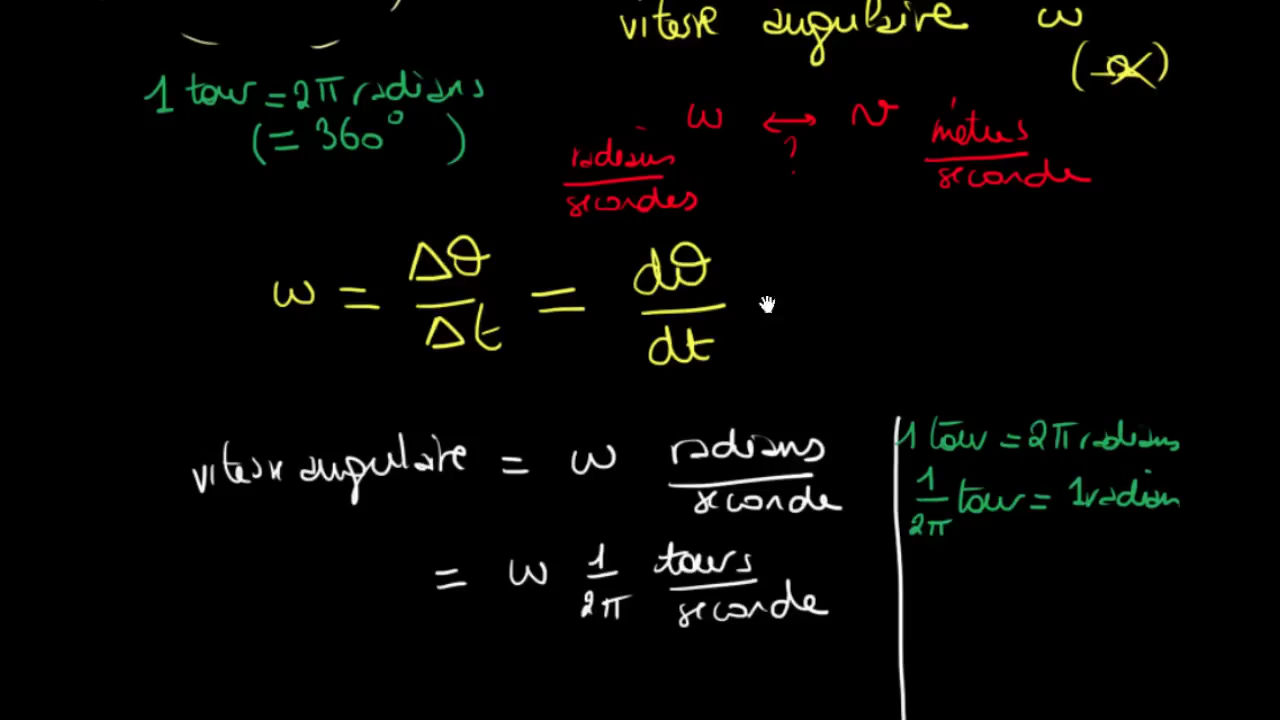 vitesse angulaire ω
1 tour = 2π radians
(= 360° )
ω ↔ v
?
radians
secondes
mètres
seconde
ω = Δθ/Δt = dθ/dt
vitesse angulaire = ω radians/seconde
= ω 1/2π tours/seconde
1 tour = 2π radians
1/2π tour = 1 radian